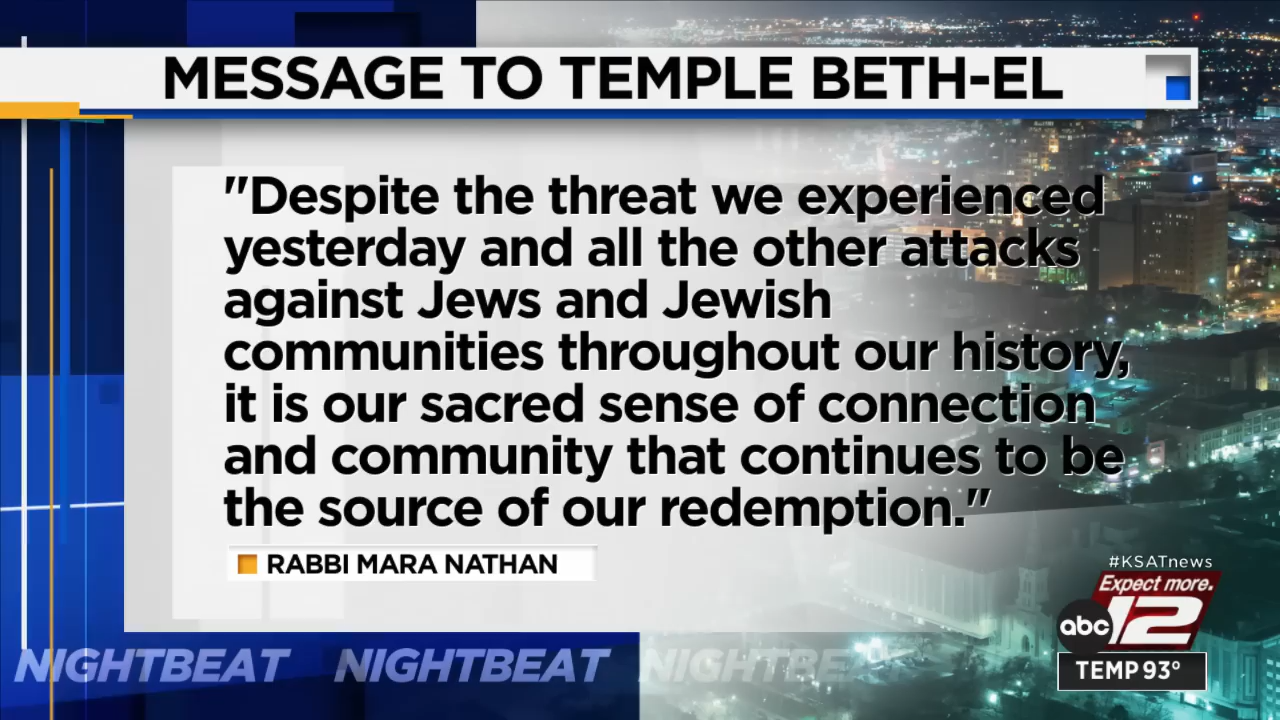 MESSAGE TO TEMPLE BETH-EL
"Despite the threat we experienced
yesterday and all the other attacks
against Jews and Jewish
communities throughout our history,
it is our sacred sense of connection
and community that continues to be
the source of our redemption."
RABBI MARA NATHAN
#KSATnews
Expect more.
abc 12
TEMP 93°
NIGHTBEAT NIGHTBEAT NIGHTBEAT